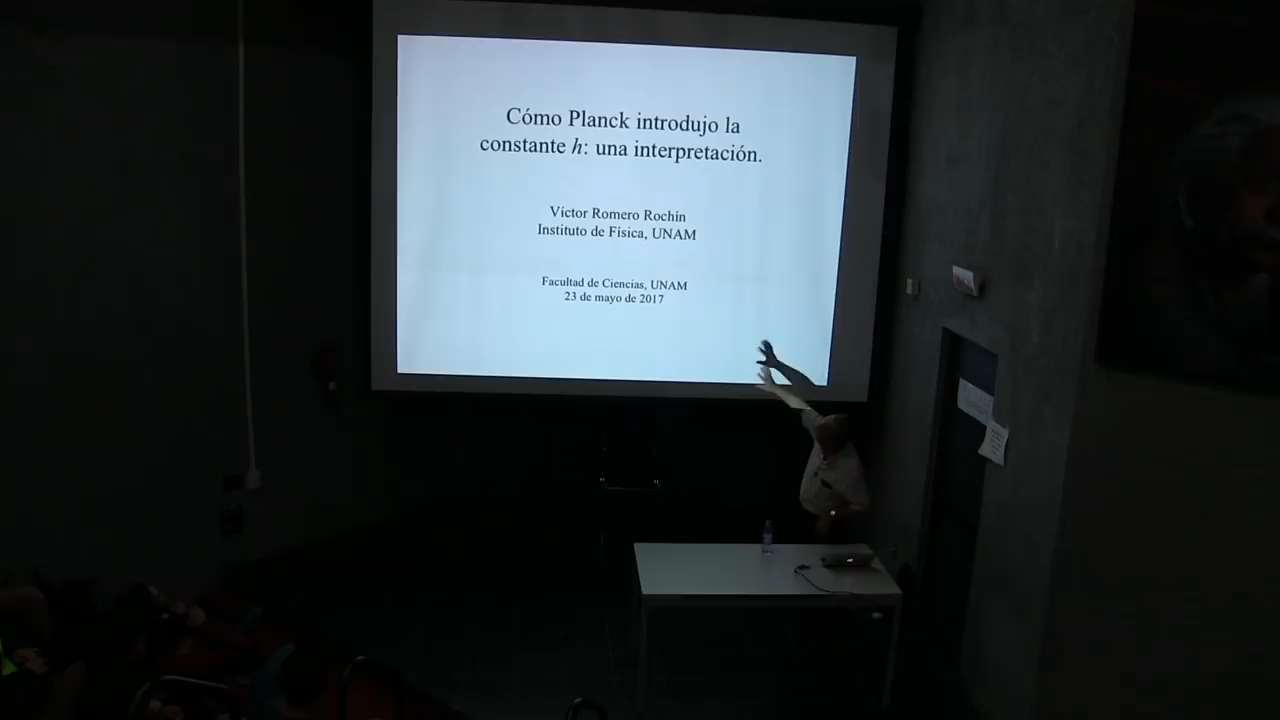 Cómo Planck introdujo la
constante h: una interpretación.
Víctor Romero Rochín
Instituto de Física, UNAM
Facultad de Ciencias, UNAM
23 de mayo de 2017